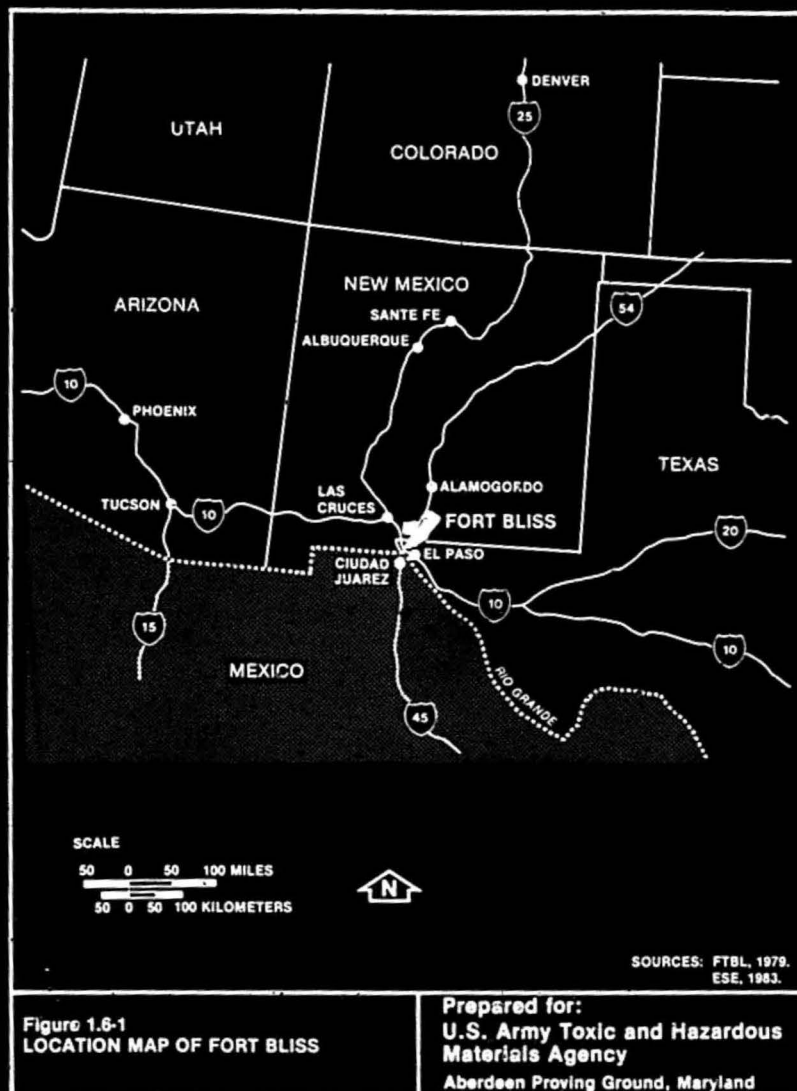 DENVER
25
UTAH
COLORADO
NEW MEXICO
ARIZONA
SANTE FE
54
ALBUQUERQUE
10
PHOENIX
TEXAS
ALAMOGORDO
TUCSON
10
LAS
CRUCES
FORT BLISS
20
EL PASO
CIUDAD
JUAREZ
10
15
10
MEXICO
RIO GRANDE
45
SCALE
50 0 50 100 MILES
50 0 50 100 KILOMETERS
N
SOURCES: FTBL, 1979.
ESE, 1983.
Figure 1.6-1
LOCATION MAP OF FORT BLISS
Prepared for:
U.S. Army Toxic and Hazardous
Materials Agency
Aberdeen Proving Ground, Maryland